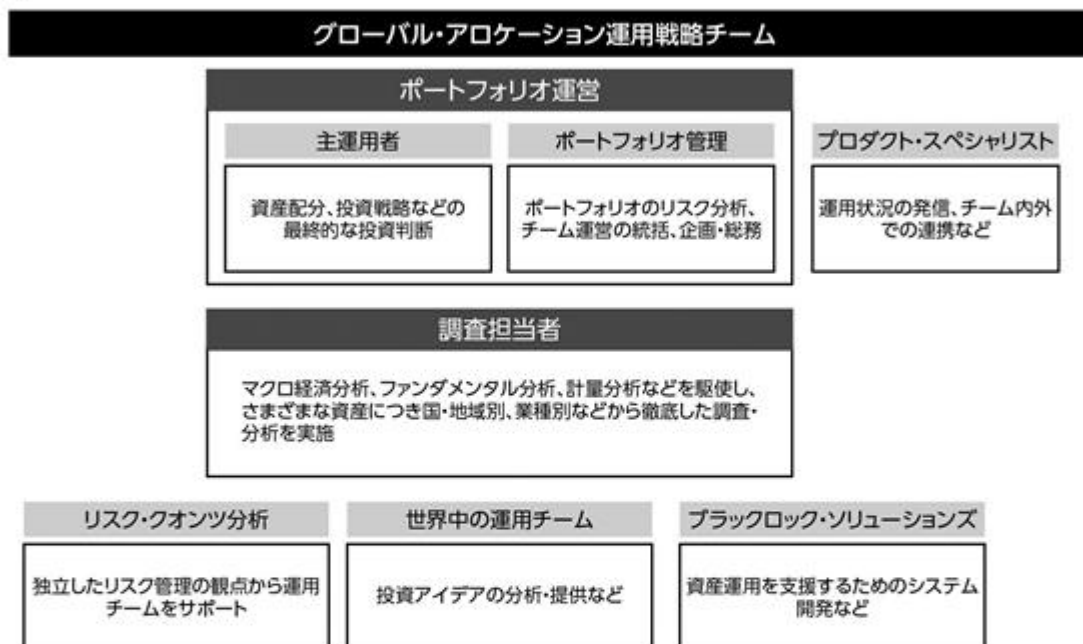 グローバル・アロケーション運用戦略チーム
ポートフォリオ運営
主運用者
資産配分、投資戦略などの
最終的な投資判断
ポートフォリオ管理
ポートフォリオのリスク分析、
チーム運営の統括、企画・総務
プロダクト・スペシャリスト
運用状況の発信、チーム内外
での連携など
調査担当者
マクロ経済分析、ファンダメンタル分析、計量分析などを駆使し、
さまざまな資産につき国・地域別、業種別などから徹底した調査・
分析を実施
リスク・クオンツ分析
独立したリスク管理の観点から運用
チームをサポート
世界中の運用チーム
投資アイデアの分析・提供など
ブラックロック・ソリューションズ
資産運用を支援するためのシステム
開発など